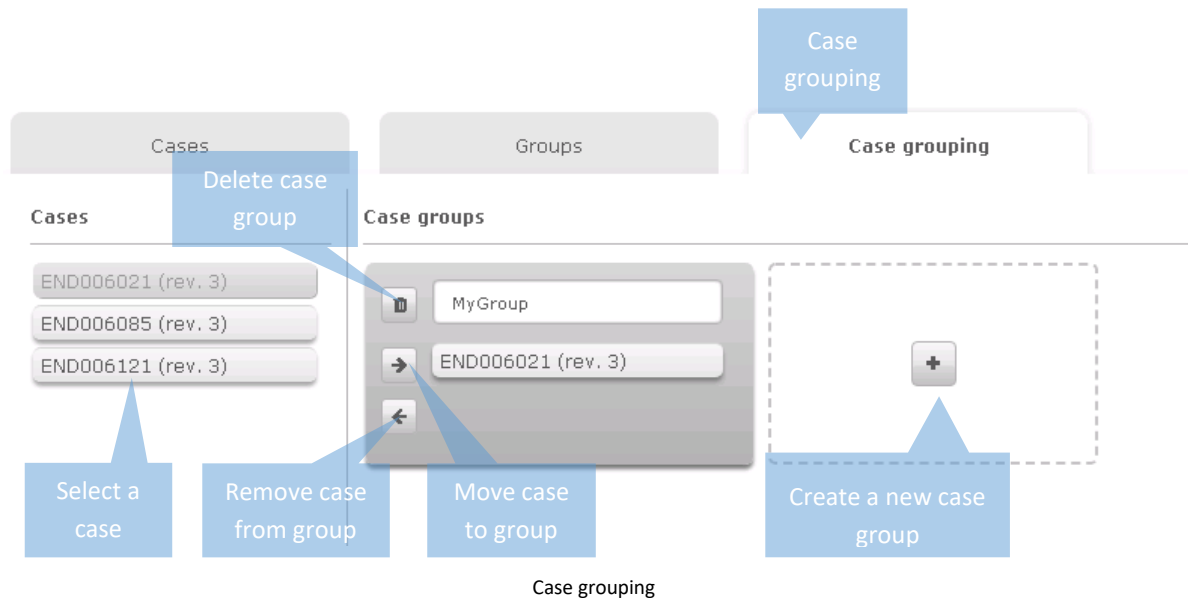 Case
grouping
Cases
Groups
Case grouping
Delete case
group
Cases
Case groups
END006021 (rev. 3)
END006085 (rev. 3)
END006121 (rev. 3)
MyGroup
END006021 (rev. 3)
Select a
case
Remove case
from group
Move case
to group
Create a new case
group
Case grouping